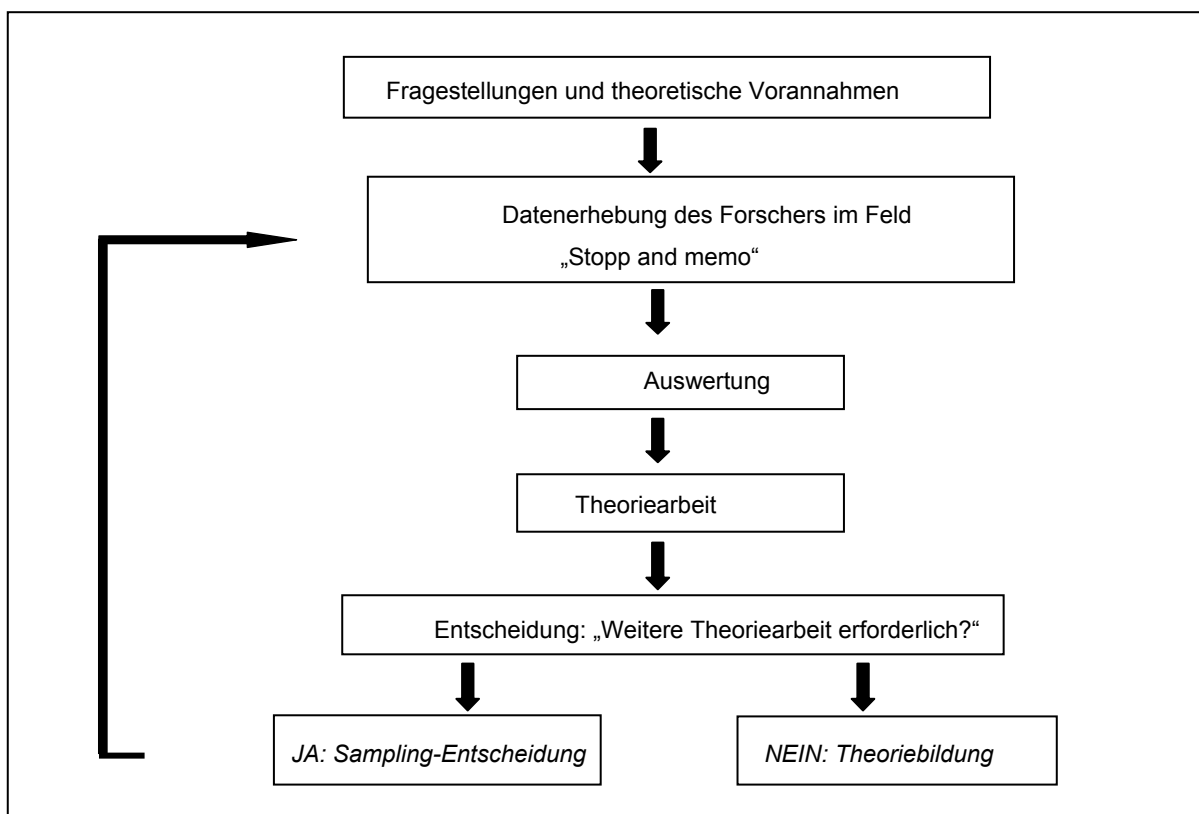 Fragestellungen und theoretische Vorannahmen
Datenerhebung des Forschers im Feld
„Stopp and memo“
Auswertung
Theoriearbeit
Entscheidung: „Weitere Theoriearbeit erforderlich?“
JA: Sampling-Entscheidung
NEIN: Theoriebildung